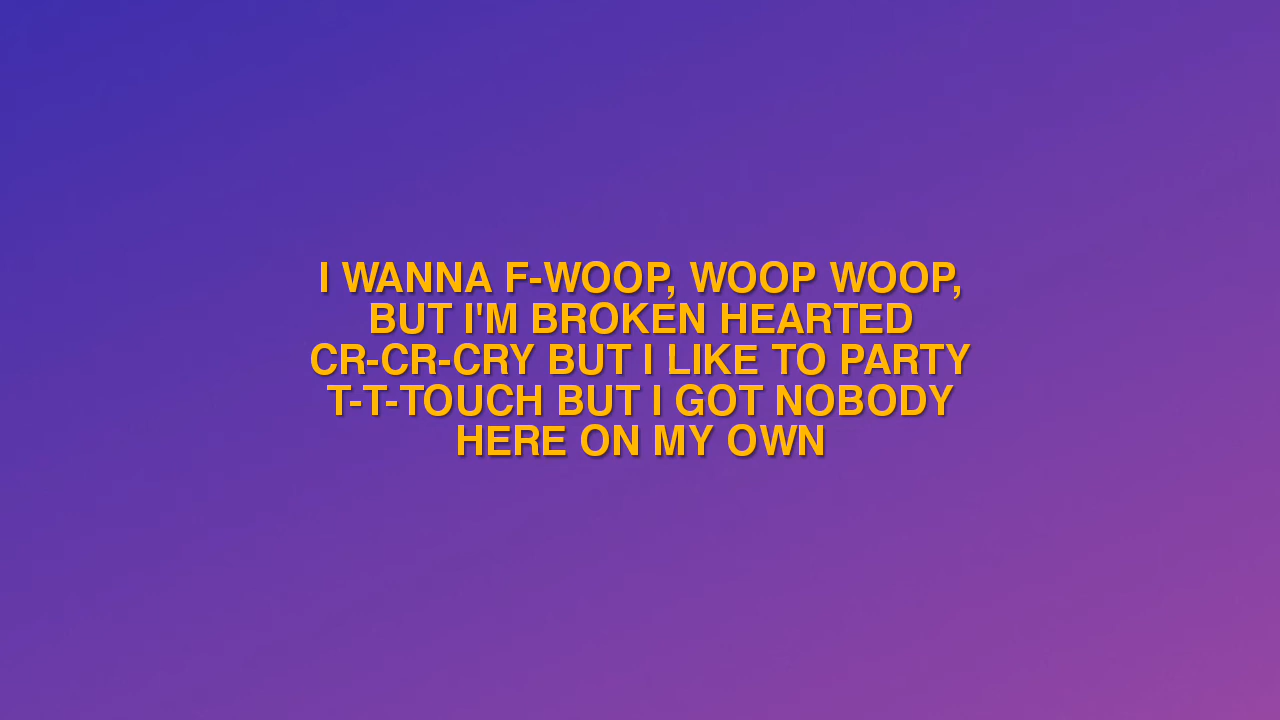 I WANNA F-WOOP, WOOP WOOP,
BUT I'M BROKEN HEARTED
CR-CR-CRY BUT I LIKE TO PARTY
T-T-TOUCH BUT I GOT NOBODY
HERE ON MY OWN